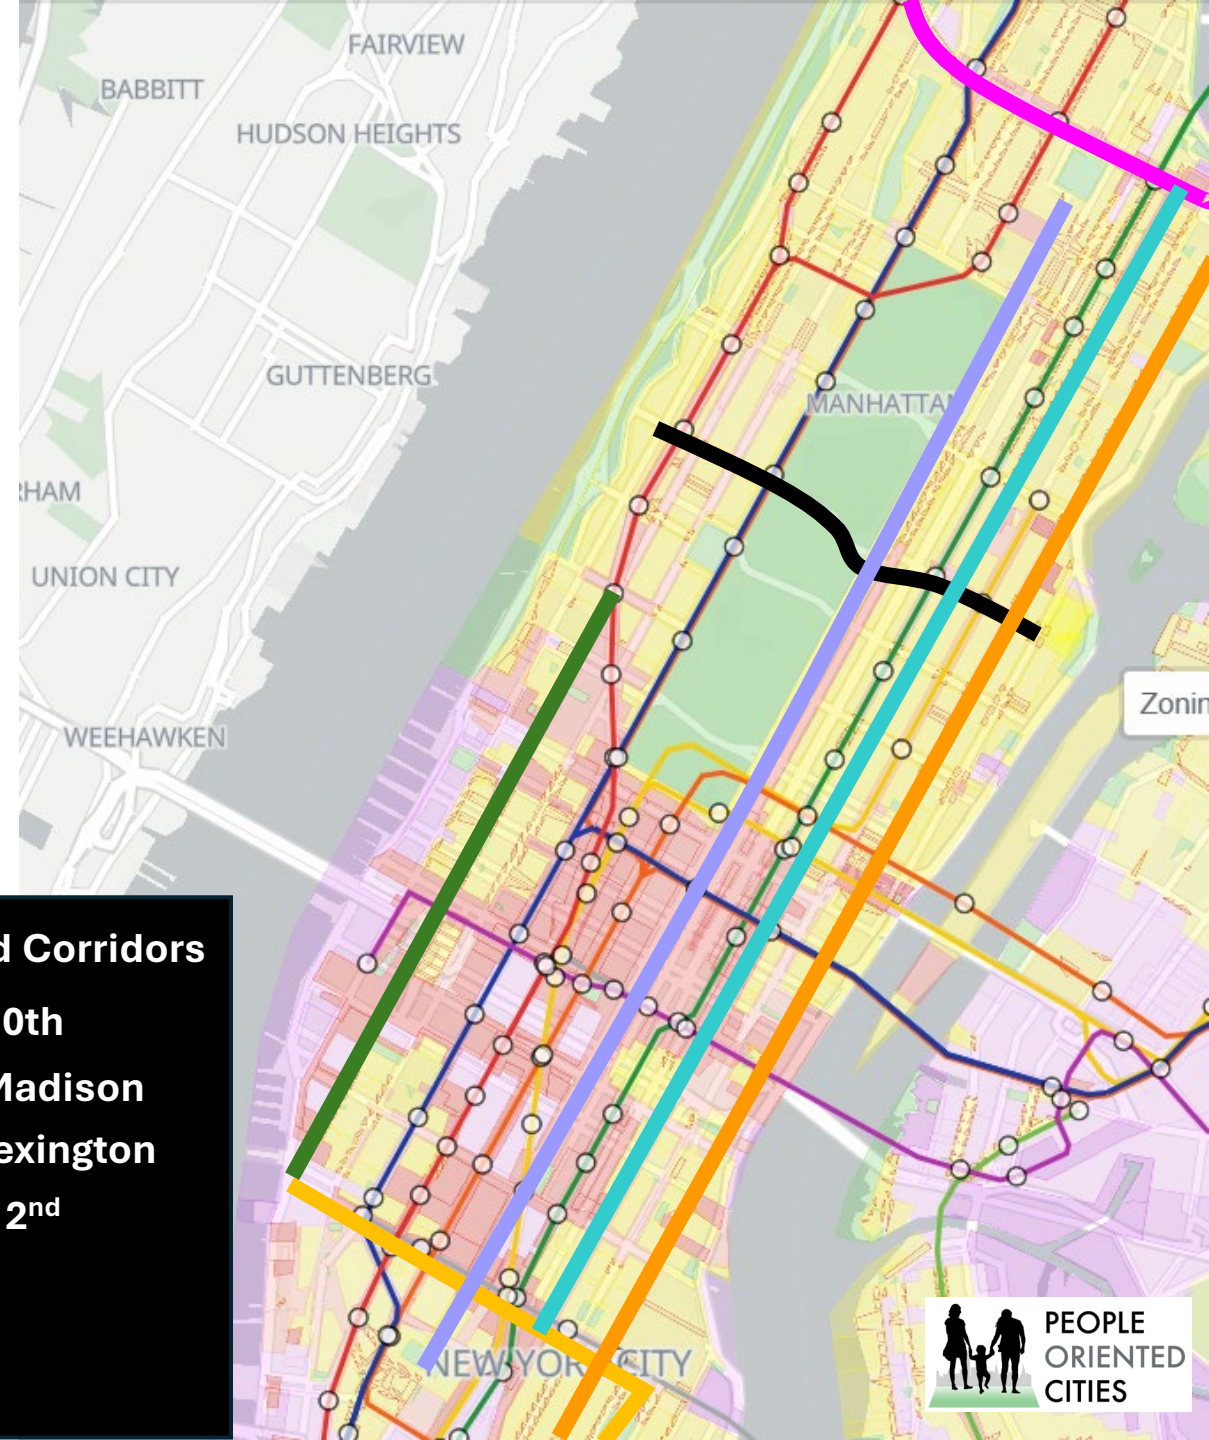 FAIRVIEW
BABBITT
HUDSON HEIGHTS
GUTTENBERG
MANHATTAN
RHAM
UNION CITY
WEEHAWKEN
Zonin
d Corridors
0th
Madison
exington
2nd
NEW YORK CITY
PEOPLE
ORIENTED
CITIES